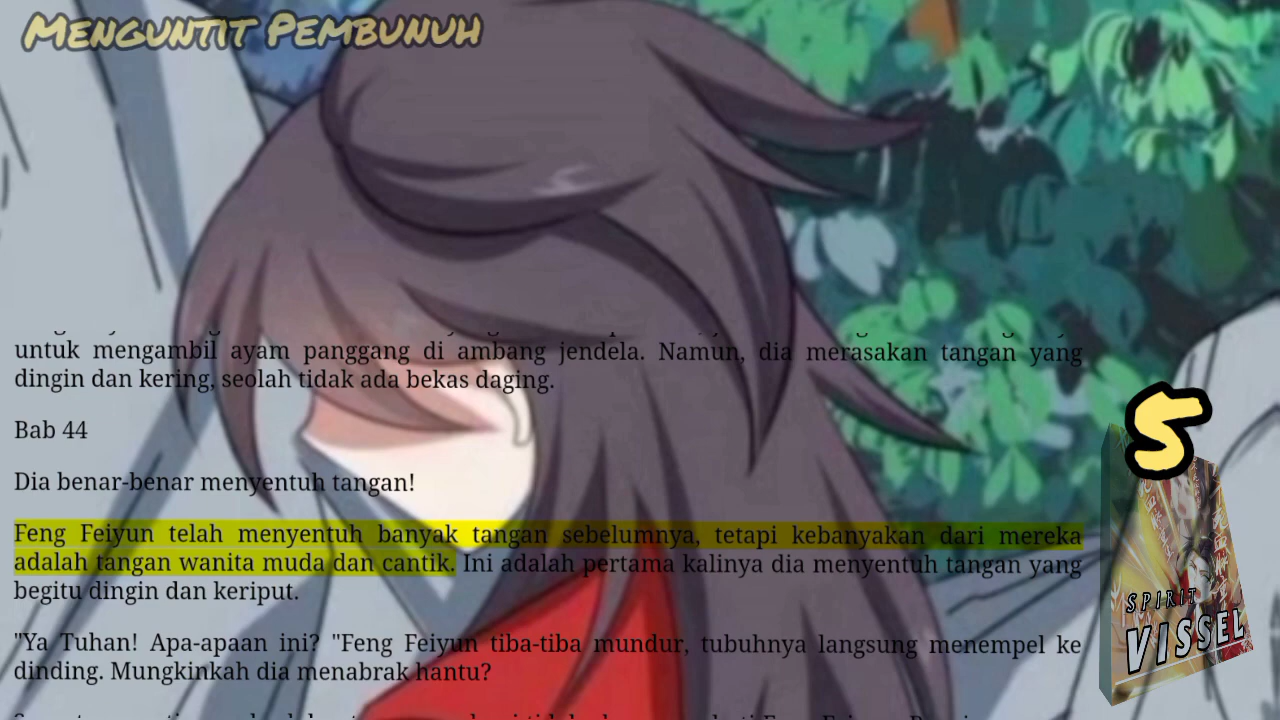 MENGUNTIT PEMBUNUH
untuk mengambil ayam panggang di ambang jendela. Namun, dia merasakan tangan yang
dingin dan kering, seolah tidak ada bekas daging.
Bab 44
Dia benar-benar menyentuh tangan!
Feng Feiyun telah menyentuh banyak tangan sebelumnya, tetapi kebanyakan dari mereka
adalah tangan wanita muda dan cantik. Ini adalah pertama kalinya dia menyentuh tangan yang
begitu dingin dan keriput.
"Ya Tuhan! Apa-apaan ini? "Feng Feiyun tiba-tiba mundur, tubuhnya langsung menempel ke
dinding. Mungkinkah dia menabrak hantu?
5
SPIRIT
VISSEL